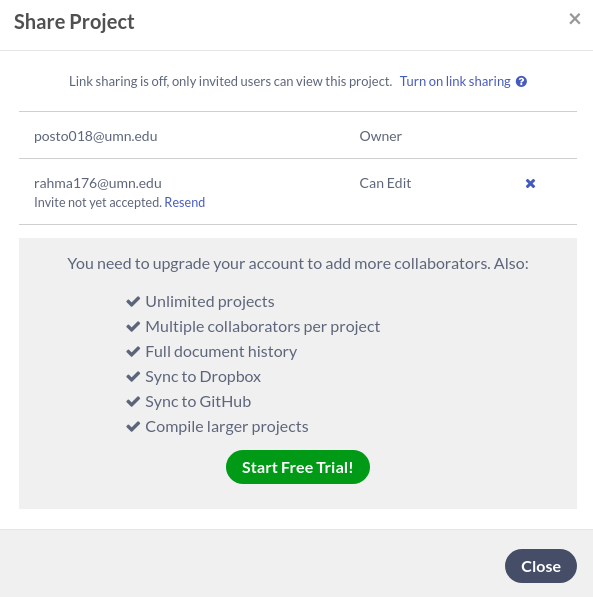 Share Project
Link sharing is off, only invited users can view this project. Turn on link sharing
posto018@umn.edu Owner
rahma176@umn.edu Can Edit
Invite not yet accepted. Resend
You need to upgrade your account to add more collaborators. Also:
Unlimited projects
Multiple collaborators per project
Full document history
Sync to Dropbox
Sync to GitHub
Compile larger projects
Start Free Trial!
Close